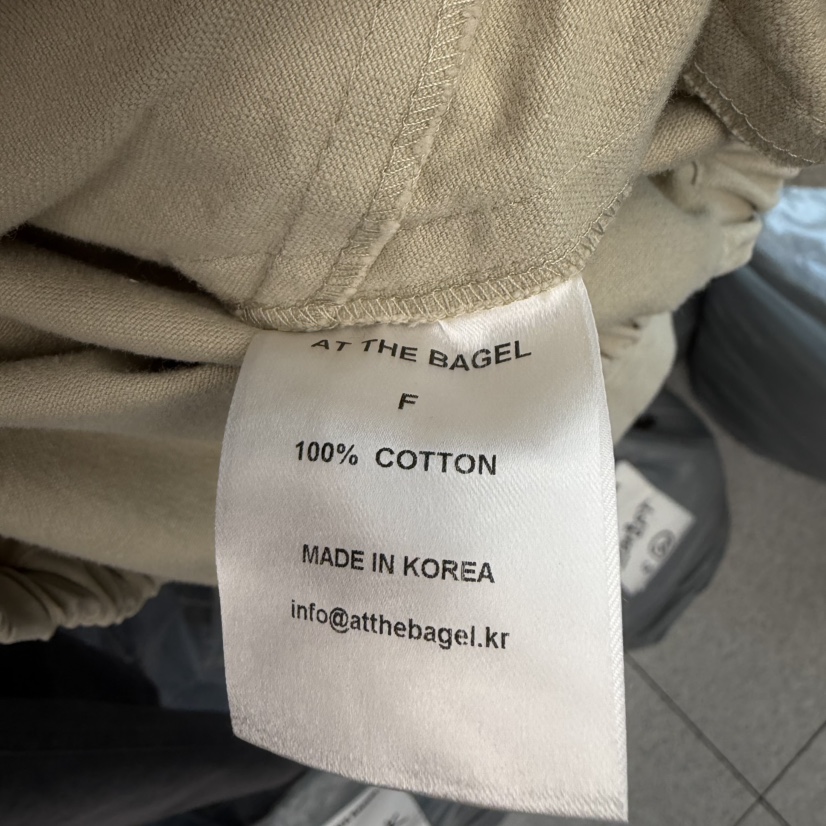 AT THE BAGEL
F
100% COTTON
MADE IN KOREA
info@atthebagel.kr